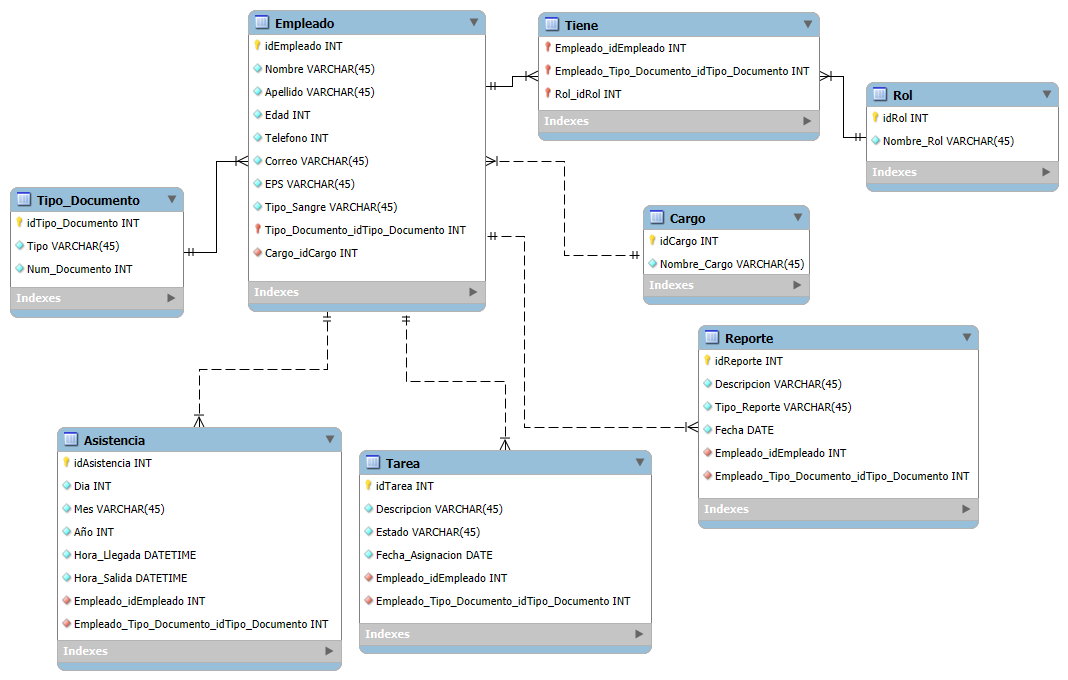 Empleado
idEmpleado INT
Nombre VARCHAR(45)
Apellido VARCHAR(45)
Edad INT
Telefono INT
Correo VARCHAR(45)
EPS VARCHAR(45)
Tipo_Sangre VARCHAR(45)
Tipo_Documento_idTipo_Documento INT
Cargo_idCargo INT
Indexes
Tiene
Empleado_idEmpleado INT
Empleado_Tipo_Documento_idTipo_Documento INT
Rol_idRol INT
Indexes
Rol
idRol INT
Nombre_Rol VARCHAR(45)
Indexes
Tipo_Documento
idTipo_Documento INT
Tipo VARCHAR(45)
Num_Documento INT
Indexes
Cargo
idCargo INT
Nombre_Cargo VARCHAR(45)
Indexes
Reporte
idReporte INT
Descripcion VARCHAR(45)
Tipo_Reporte VARCHAR(45)
Fecha DATE
Empleado_idEmpleado INT
Empleado_Tipo_Documento_idTipo_Documento INT
Indexes
Asistencia
idAsistencia INT
Dia INT
Mes VARCHAR(45)
Año INT
Hora_Llegada DATETIME
Hora_Salida DATETIME
Empleado_idEmpleado INT
Empleado_Tipo_Documento_idTipo_Documento INT
Indexes
Tarea
idTarea INT
Descripcion VARCHAR(45)
Estado VARCHAR(45)
Fecha_Asignacion DATE
Empleado_idEmpleado INT
Empleado_Tipo_Documento_idTipo_Documento INT
Indexes